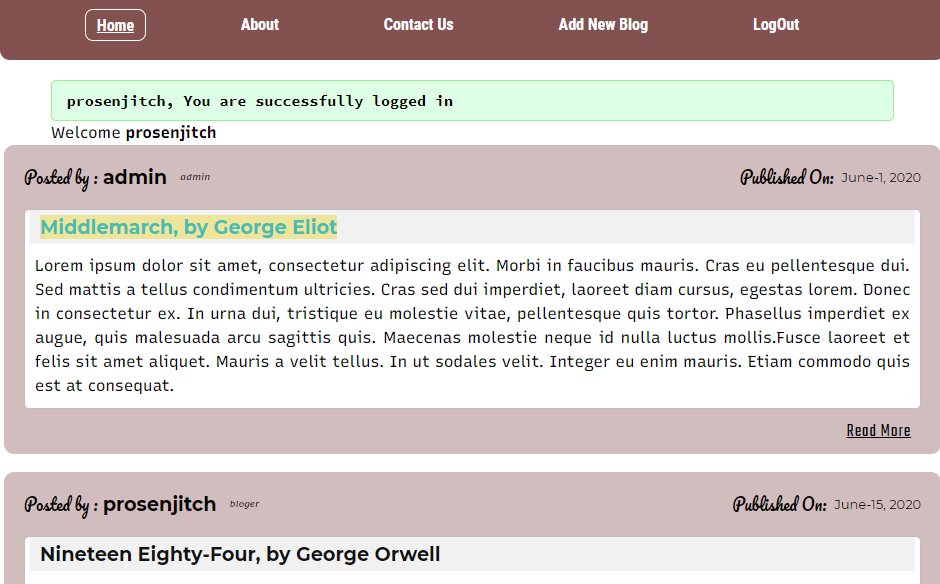 Home About Contact Us Add New Blog LogOut
prosenjitch, You are successfully logged in
Welcome prosenjitch
Posted by : admin admin Published On: June-1, 2020
Middlemarch, by George Eliot
Lorem ipsum dolor sit amet, consectetur adipiscing elit. Morbi in faucibus mauris. Cras eu pellentesque dui.
Sed mattis a tellus condimentum ultricies. Cras sed dui imperdiet, laoreet diam cursus, egestas lorem. Donec
in consectetur ex. In urna dui, tristique eu molestie vitae, pellentesque quis tortor. Phasellus imperdiet ex
augue, quis malesuada arcu sagittis quis. Maecenas molestie neque id nulla luctus mollis.Fusce laoreet et
felis sit amet aliquet. Mauris a velit tellus. In ut sodales velit. Integer eu enim mauris. Etiam commodo quis
est at consequat.
Read More
Posted by : prosenjitch bloger Published On: June-15, 2020
Nineteen Eighty-Four, by George Orwell